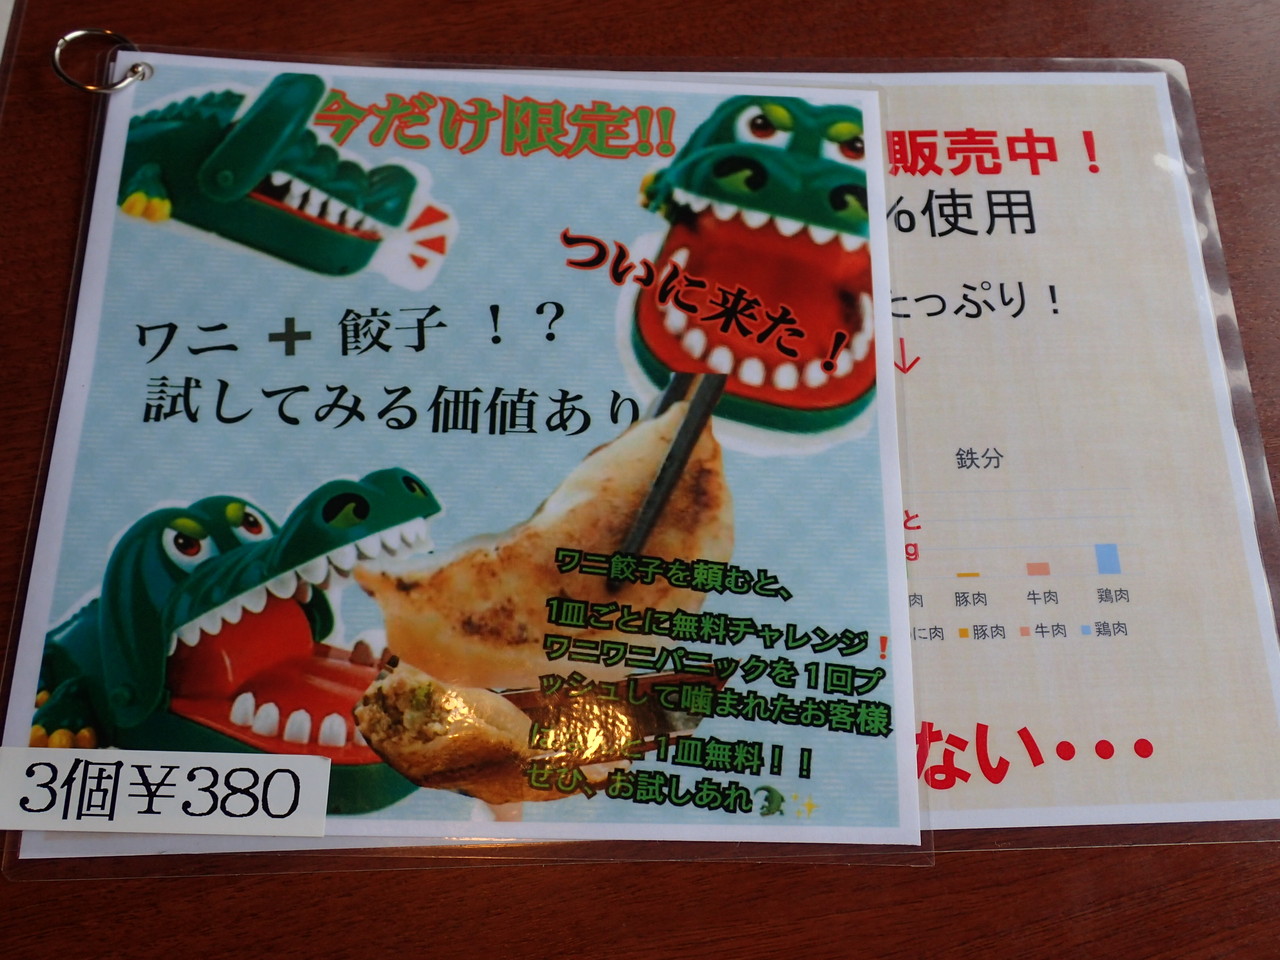 今だけ限定!!
ついに来た！
ワニ＋餃子！？
試してみる価値あり
ワニ餃子を頼むと、
1皿ごとに無料チャレンジ！
ワニワニパニックを１回プ
ッシュして噛まれたお客様
１皿無料！！
ぜひ、お試しあれ
3個￥380
販売中！
%使用
たっぷり！
↓
鉄分
と
g
肉 豚肉 牛肉 鶏肉
に肉 豚肉 牛肉 鶏肉
ない・・・